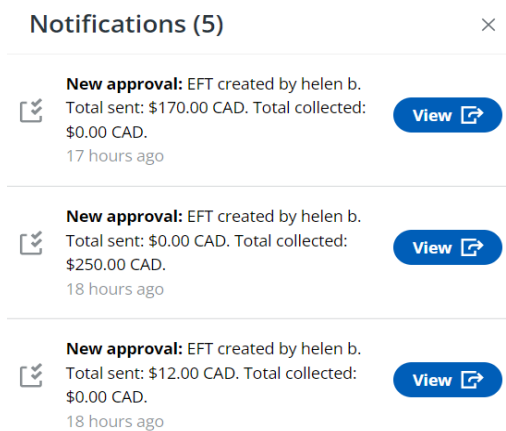 Notifications (5)
New approval: EFT created by helen b.
Total sent: $170.00 CAD. Total collected:
$0.00 CAD.
View
17 hours ago
New approval: EFT created by helen b.
Total sent: $0.00 CAD. Total collected:
$250.00 CAD.
View
18 hours ago
New approval: EFT created by helen b.
Total sent: $12.00 CAD. Total collected:
$0.00 CAD.
View
18 hours ago